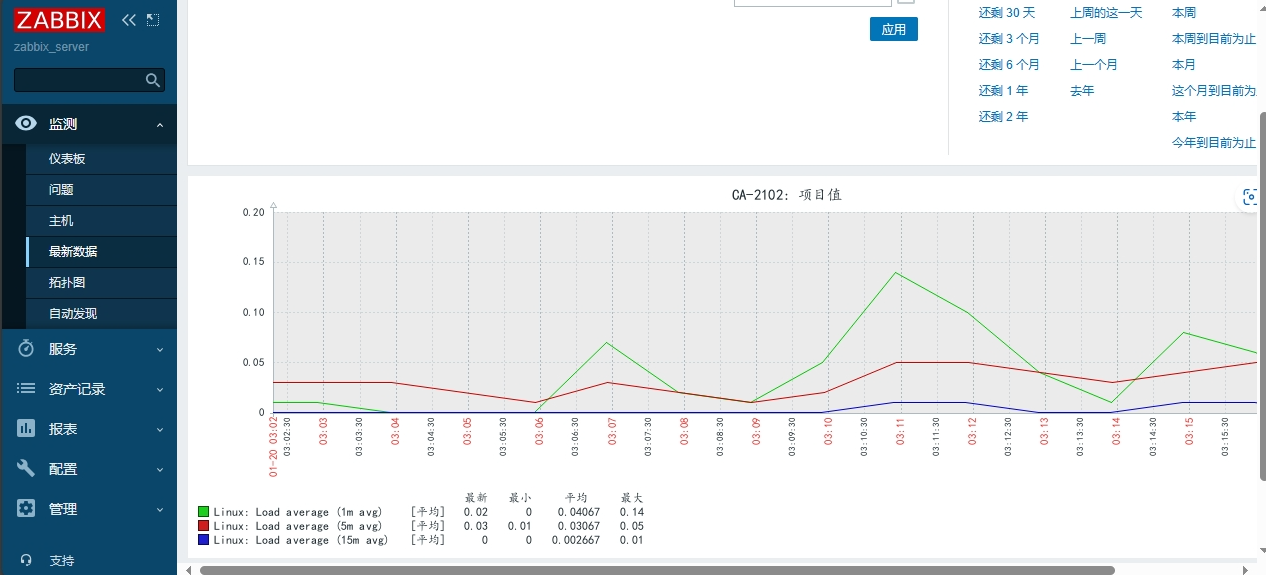 ZABBIX
zabbix_server
监测
仪表板
问题
主机
最新数据
拓扑图
自动发现
服务
资产记录
报表
配置
管理
支持
应用
还剩 30 天 上周的这一天 本周
还剩 3 个月 上一周 本周到目前为止
还剩 6 个月 上一个月 本月
还剩 1 年 去年 这个月到目前为
还剩 2 年 本年
今年到目前为止
CA-2102: 项目值
0.20
0.15
0.10
0.05
0
01-20 03:02 03:02:30 03:03 03:03:30 03:04 03:04:30 03:05 03:05:30 03:06 03:06:30 03:07 03:07:30 03:08 03:08:30 03:09 03:09:30 03:10 03:10:30 03:11 03:11:30 03:12 03:12:30 03:13 03:13:30 03:14 03:14:30 03:15 03:15:30
最新 最小 平均 最大
Linux: Load average (1m avg) [平均] 0.02 0 0.04067 0.14
Linux: Load average (5m avg) [平均] 0.03 0.01 0.03067 0.05
Linux: Load average (15m avg) [平均] 0 0 0.002667 0.01